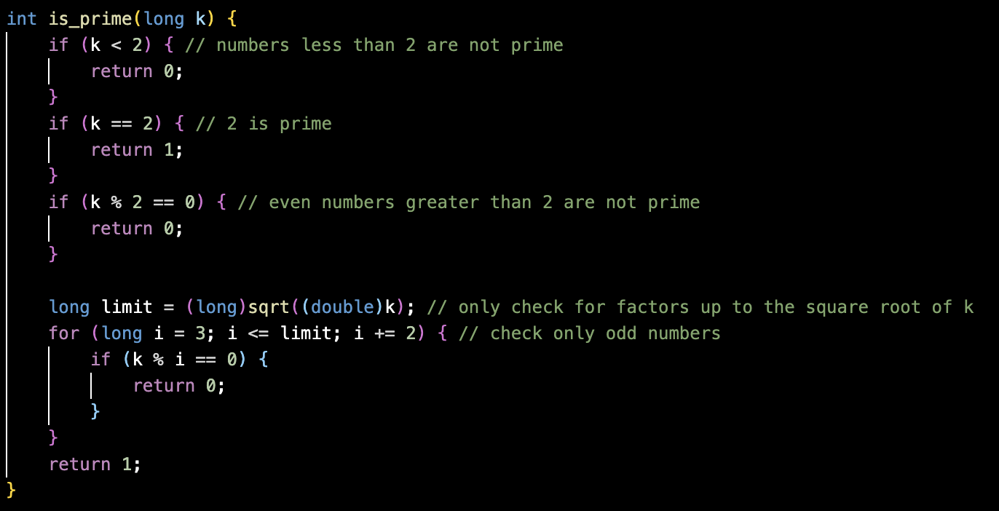 int is_prime(long k) {
    if (k < 2) { // numbers less than 2 are not prime
        return 0;
    }
    if (k == 2) { // 2 is prime
        return 1;
    }
    if (k % 2 == 0) { // even numbers greater than 2 are not prime
        return 0;
    }

    long limit = (long)sqrt((double)k); // only check for factors up to the square root of k
    for (long i = 3; i <= limit; i += 2) { // check only odd numbers
        if (k % i == 0) {
            return 0;
        }
    }
    return 1;
}